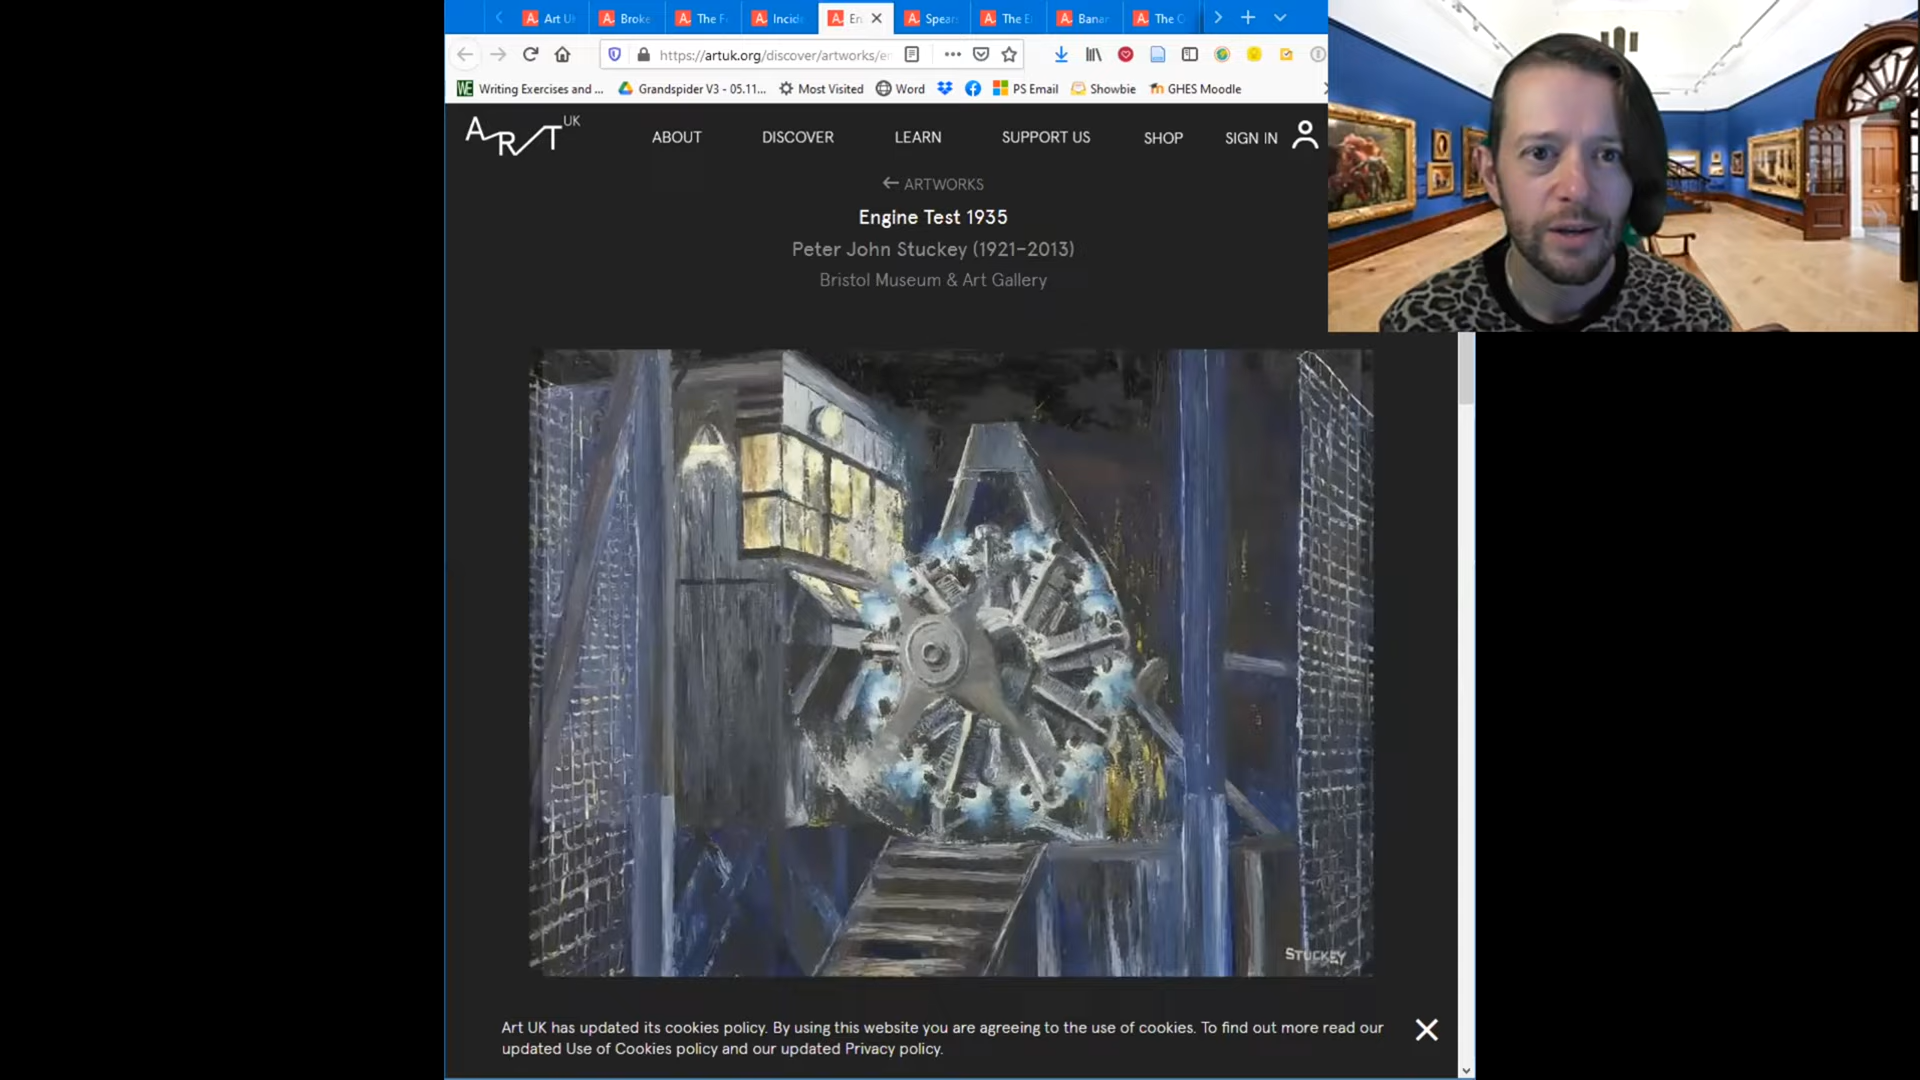 Art U
Broke
The F
Incide
En
Spear
The E
Banan
The C
https://artuk.org/discover/artworks/en
Writing Exercises and ...
Grandspider V3 - 05.11...
Most Visited
Word
PS Email
Showbie
GHES Moodle
ART UK
ABOUT
DISCOVER
LEARN
SUPPORT US
SHOP
SIGN IN
← ARTWORKS
Engine Test 1935
Peter John Stuckey (1921–2013)
Bristol Museum & Art Gallery
STUCKEY
Art UK has updated its cookies policy. By using this website you are agreeing to the use of cookies. To find out more read our
updated Use of Cookies policy and our updated Privacy policy.